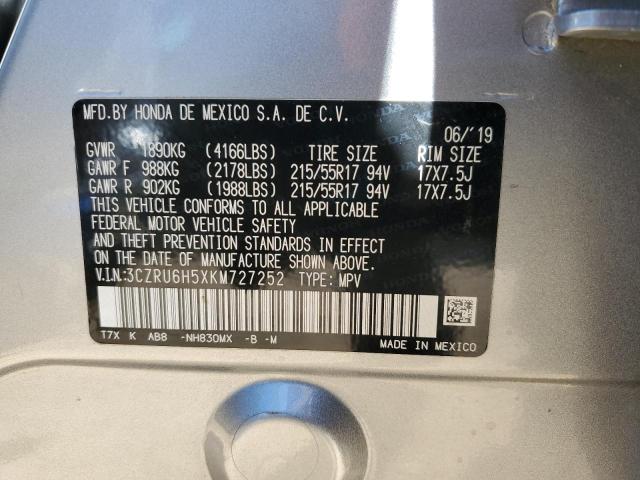 MFD. BY HONDA DE MEXICO S.A. DE C.V.
06/'19
GVWR 1890KG (4166LBS) TIRE SIZE RIM SIZE
GAWR F 988KG (2178LBS) 215/55R17 94V 17X7.5J
GAWR R 902KG (1988LBS) 215/55R17 94V 17X7.5J
THIS VEHICLE CONFORMS TO ALL APPLICABLE
FEDERAL MOTOR VEHICLE SAFETY
AND THEFT PREVENTION STANDARDS IN EFFECT
ON THE DATE OF MANUFACTURE SHOWN ABOVE.
V.I.N.:3CZRU6H5XKM727252 TYPE: MPV
T7X K AB8 -NH830MX -B -M
MADE IN MEXICO